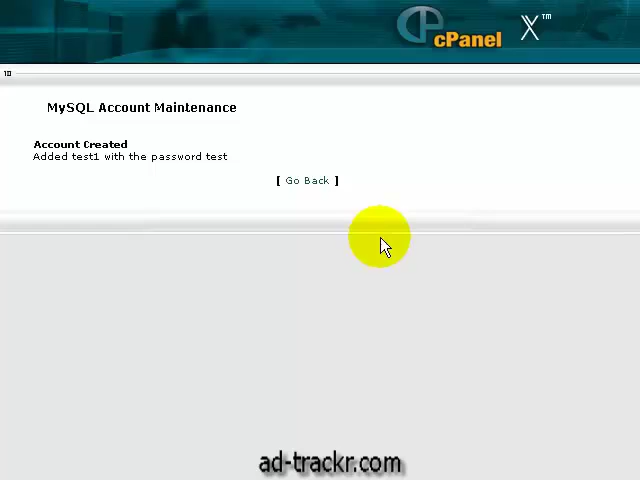 cPanel X™
MySQL Account Maintenance
Account Created
Added test1 with the password test
[ Go Back ]
ad-trackr.com